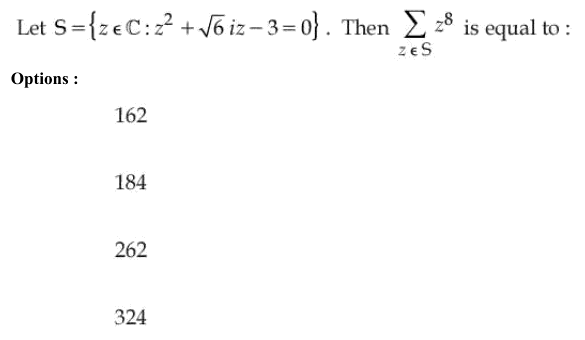 Let S={z ϵ ℂ : z² + √6 iz − 3 = 0}. Then ∑ z⁸ is equal to :
z ϵ S
Options :
162
184
262
324